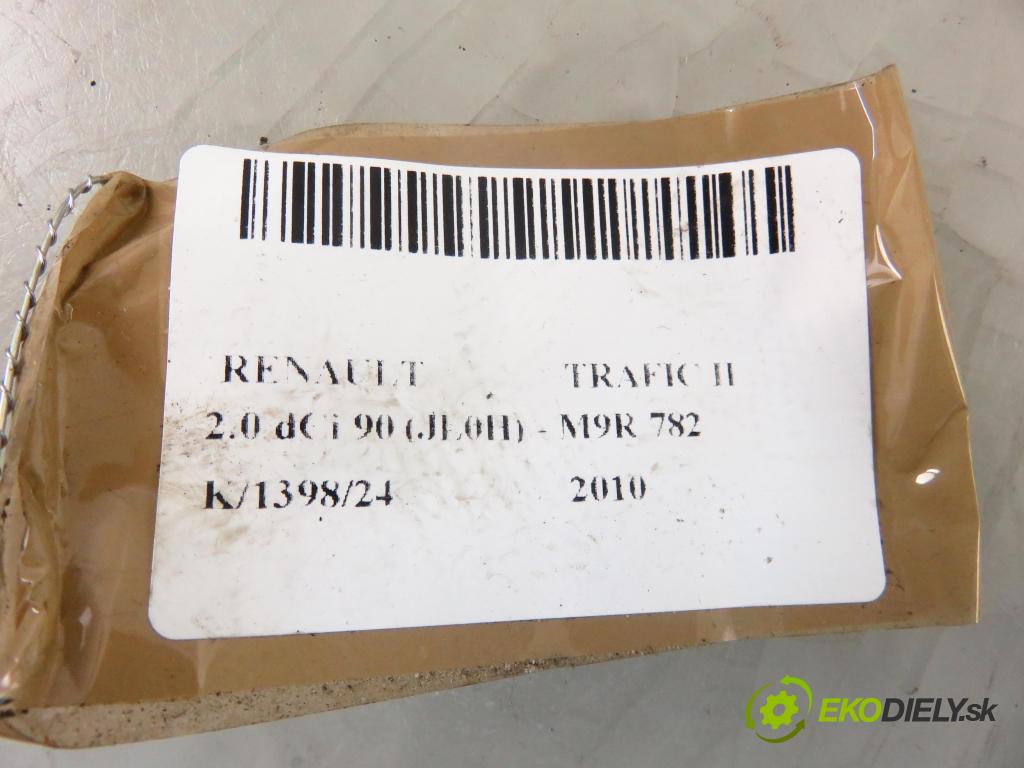 RENAULT TRAFIC II
2.0 dCi 90 (JL0H) - M9R 782
K/1398/24 2010
EKODIELY.sk